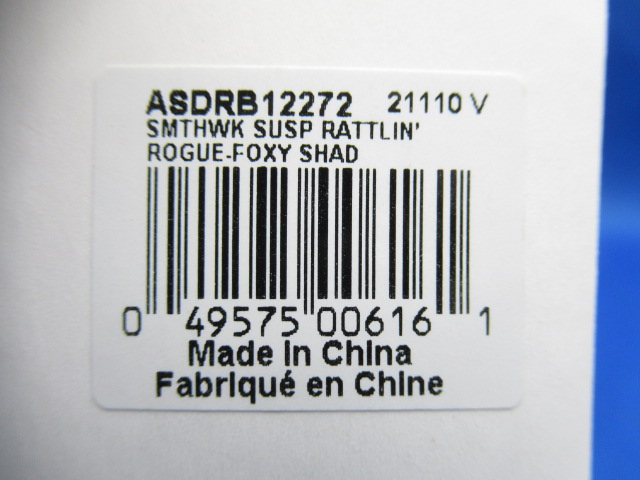 ASDRB12272 21110 V
SMTHWK SUSP RATTLIN'
ROGUE-FOXY SHAD
0 49575 00616 1
Made in China
Fabriqué en Chine